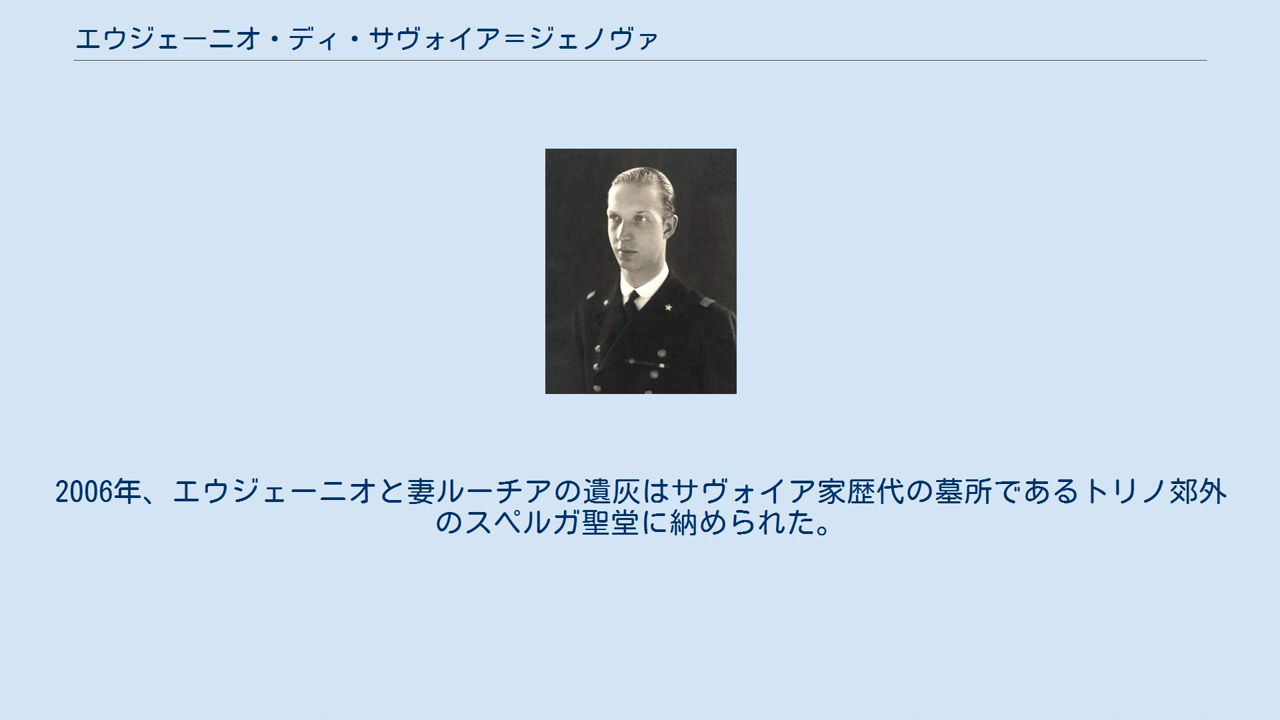 エウジェーニオ・ディ・サヴォイア＝ジェノヴァ
2006年、エウジェーニオと妻ルーチアの遺灰はサヴォイア家歴代の墓所であるトリノ郊外
のスペルガ聖堂に納められた。